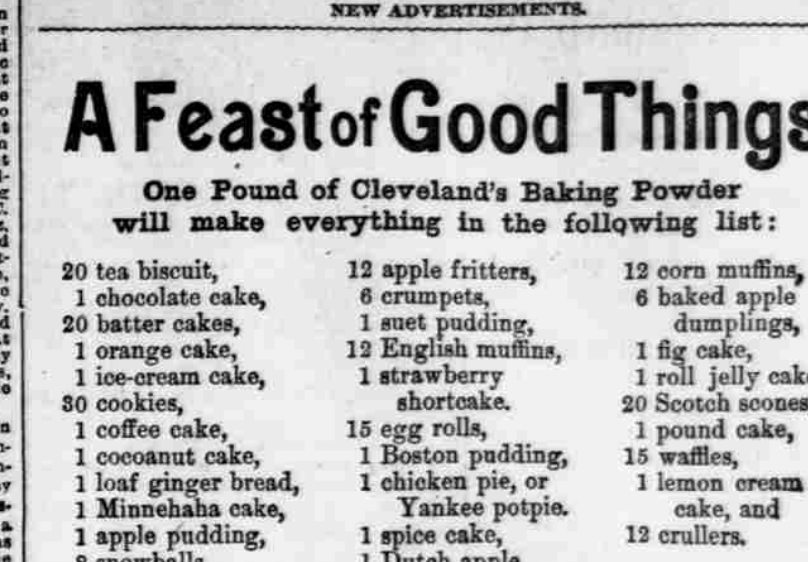 NEW ADVERTISEMENTS.
A Feast of Good Things
One Pound of Cleveland's Baking Powder
will make everything in the following list:
20 tea biscuit,
1 chocolate cake,
20 batter cakes,
1 orange cake,
1 ice-cream cake,
30 cookies,
1 coffee cake,
1 cocoanut cake,
1 loaf ginger bread,
1 Minnehaha cake,
1 apple pudding,
8 snowballs
12 apple fritters,
6 crumpets,
1 suet pudding,
12 English muffins,
1 strawberry
shortcake.
15 egg rolls,
1 Boston pudding,
1 chicken pie, or
Yankee potpie.
1 spice cake,
1 Dutch apple
12 corn muffins,
6 baked apple
dumplings,
1 fig cake,
1 roll jelly cake
20 Scotch scones
1 pound cake,
15 waffles,
1 lemon cream
cake, and
12 crullers.